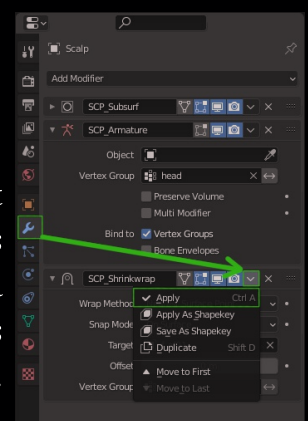 Scalp
Add Modifier
SCP_Subsurf
SCP_Armature
Object
Vertex Group head
Preserve Volume
Multi Modifier
Bind to Vertex Groups
Bone Envelopes
SCP_Shrinkwrap
Wrap Method
Apply Ctrl A
Apply As Shapekey
Snap Mode
Save As Shapekey
Target
Duplicate Shift D
Offset
Move to First
Vertex Group
Move to Last